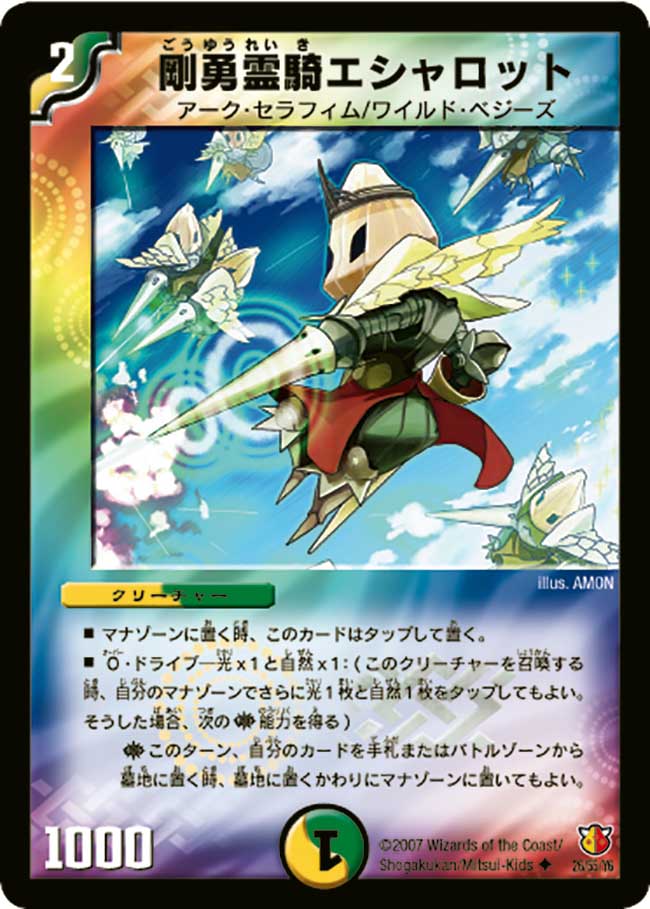 2
ごうゆうれいき
剛勇霊騎エシャロット
アーク・セラフィム/ワイルド・ベジーズ
illus. AMON
クリーチャー
■ マナゾーンに置く時、このカードはタップして置く。
■ O・ドライブ―光x1と自然x1:(このクリーチャーを召喚する
時、自分のマナゾーンでさらに光1枚と自然1枚をタップしてもよい。
そうした場合、次の能力を得る)
このターン、自分のカードを手札またはバトルゾーンから
墓地に置く時、墓地に置くかわりにマナゾーンに置いてもよい。
1000
1
©2007 Wizards of the Coast/
Shogakukan/Mitsui-Kids ◆
26/55/Y6